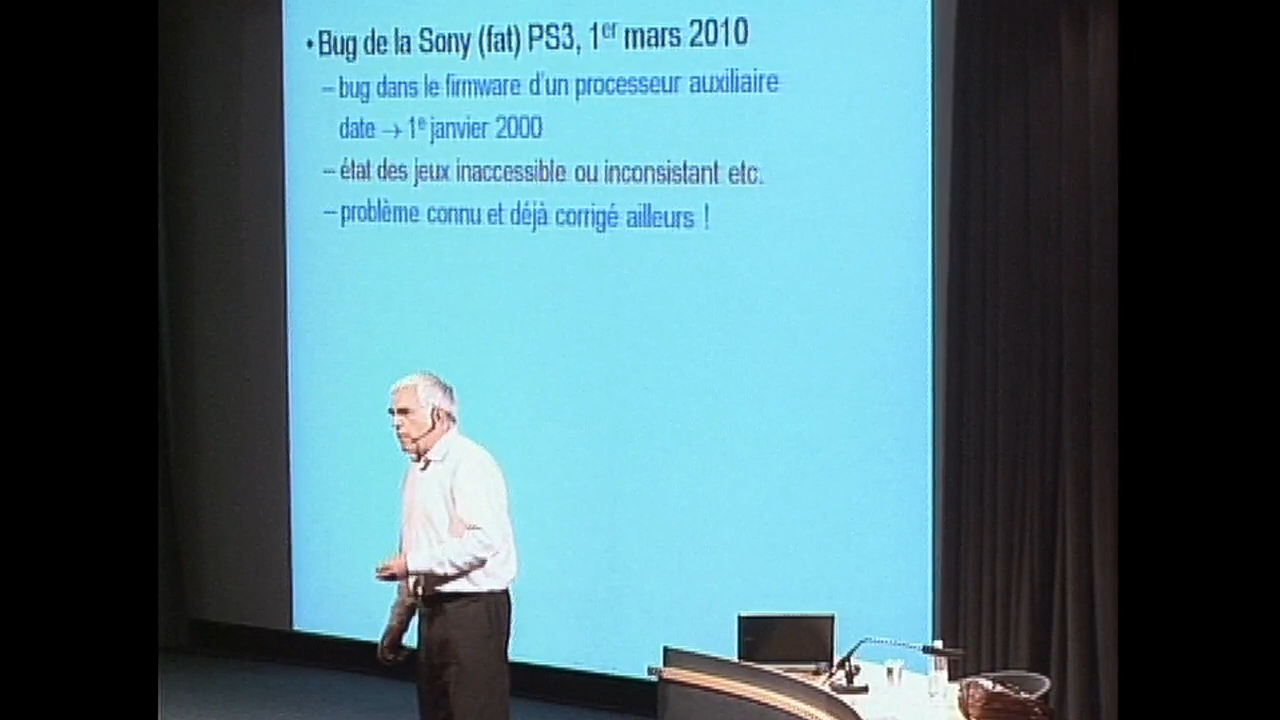 • Bug de la Sony (fat) PS3, 1er mars 2010
– bug dans le firmware d'un processeur auxiliaire
date → 1e janvier 2000
– état des jeux inaccessible ou inconsistant etc.
– problème connu et déjà corrigé ailleurs !